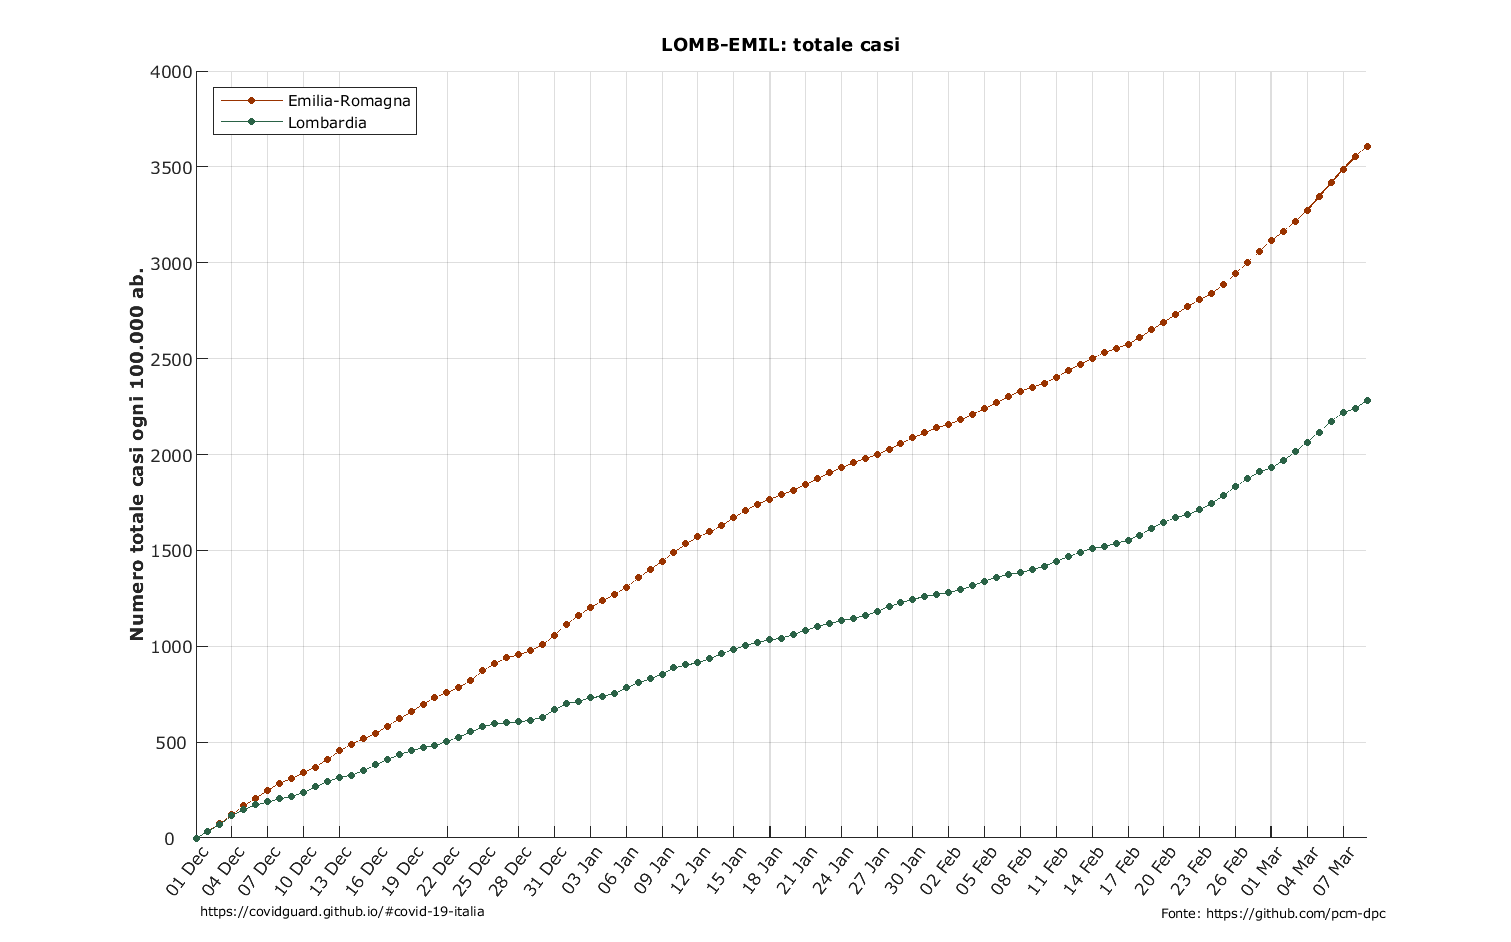 LOMB-EMIL: totale casi
Emilia-Romagna
Lombardia
Numero totale casi ogni 100.000 ab.
4000
3500
3000
2500
2000
1500
1000
500
0
01 Dec
04 Dec
07 Dec
10 Dec
13 Dec
16 Dec
19 Dec
22 Dec
25 Dec
28 Dec
31 Dec
03 Jan
06 Jan
09 Jan
12 Jan
15 Jan
18 Jan
21 Jan
24 Jan
27 Jan
30 Jan
02 Feb
05 Feb
08 Feb
11 Feb
14 Feb
17 Feb
20 Feb
23 Feb
26 Feb
01 Mar
04 Mar
07 Mar
https://covidguard.github.io/#covid-19-italia
Fonte: https://github.com/pcm-dpc